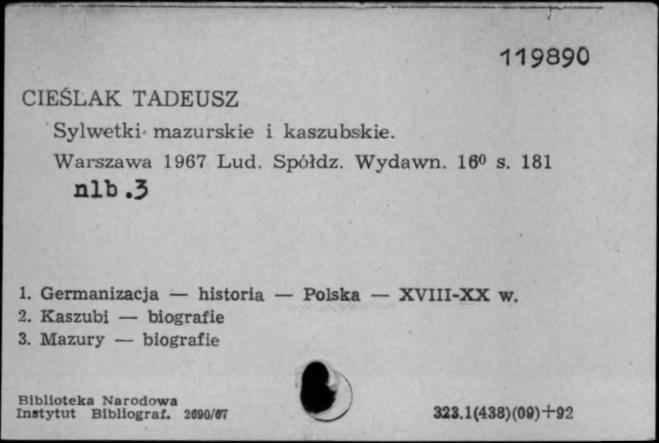 119890
CIEŚLAK TADEUSZ
Sylwetki mazurskie i kaszubskie.
Warszawa 1967 Lud. Spółdz. Wydawn. 16⁰ s. 181
nlb.3
1. Germanizacja — historia — Polska — XVIII-XX w.
2. Kaszubi — biografie
3. Mazury — biografie
Biblioteka Narodowa
Instytut Bibliograf. 2690/67
323.1(438)(09)+92